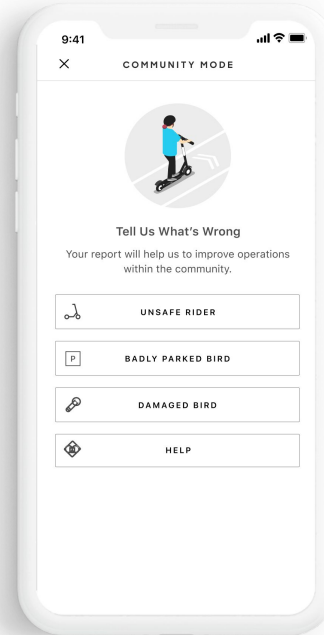 9:41
COMMUNITY MODE
Tell Us What's Wrong
Your report will help us to improve operations
within the community.
UNSAFE RIDER
P
BADLY PARKED BIRD
DAMAGED BIRD
HELP